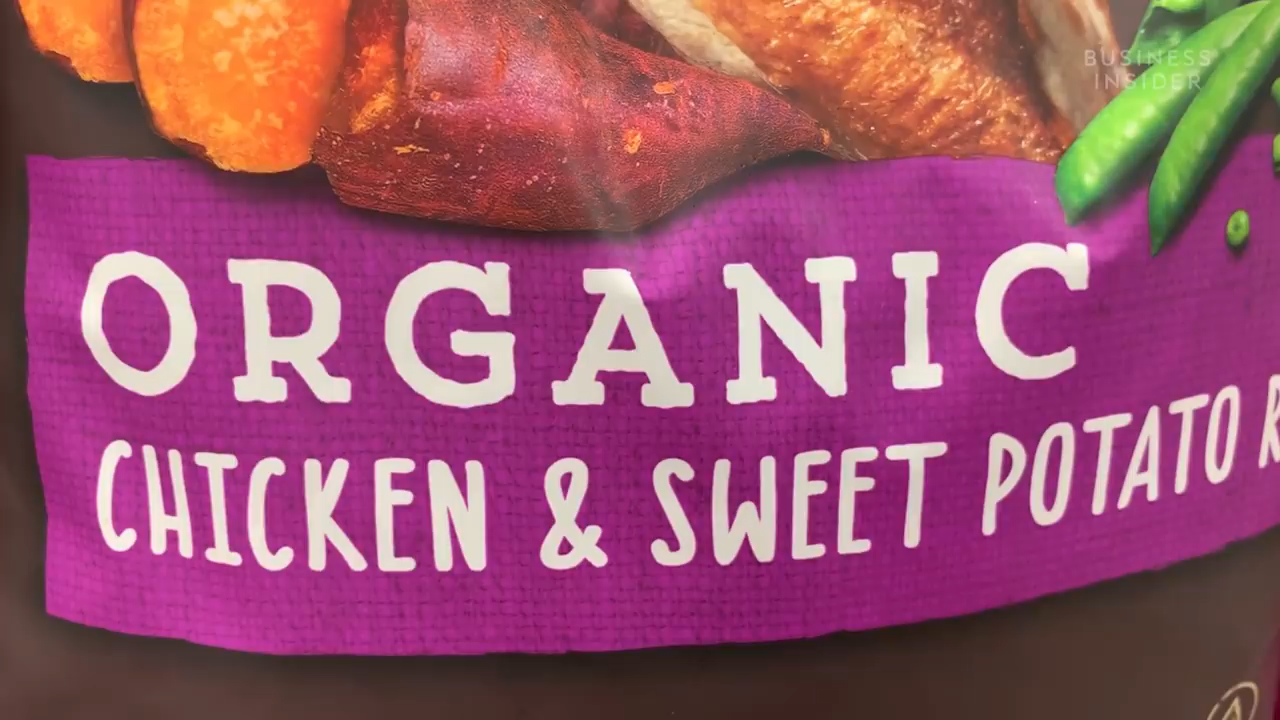 BUSINESS
INSIDER
ORGANIC
CHICKEN & SWEET POTATO R